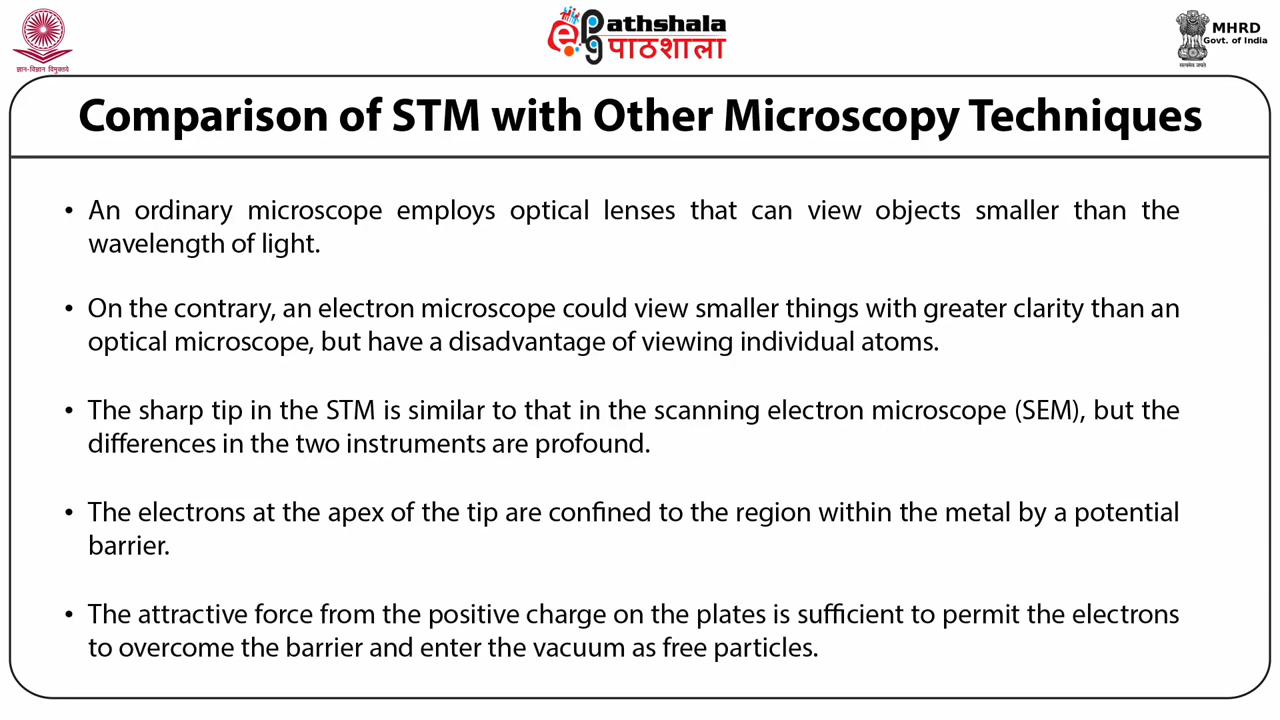 ज्ञान-विज्ञान विमुक्तये
ePG Pathshala
पाठशाला
MHRD
Govt. of India
सत्यमेव जयते
Comparison of STM with Other Microscopy Techniques
• An ordinary microscope employs optical lenses that can view objects smaller than the
wavelength of light.
• On the contrary, an electron microscope could view smaller things with greater clarity than an
optical microscope, but have a disadvantage of viewing individual atoms.
• The sharp tip in the STM is similar to that in the scanning electron microscope (SEM), but the
differences in the two instruments are profound.
• The electrons at the apex of the tip are confined to the region within the metal by a potential
barrier.
• The attractive force from the positive charge on the plates is sufficient to permit the electrons
to overcome the barrier and enter the vacuum as free particles.